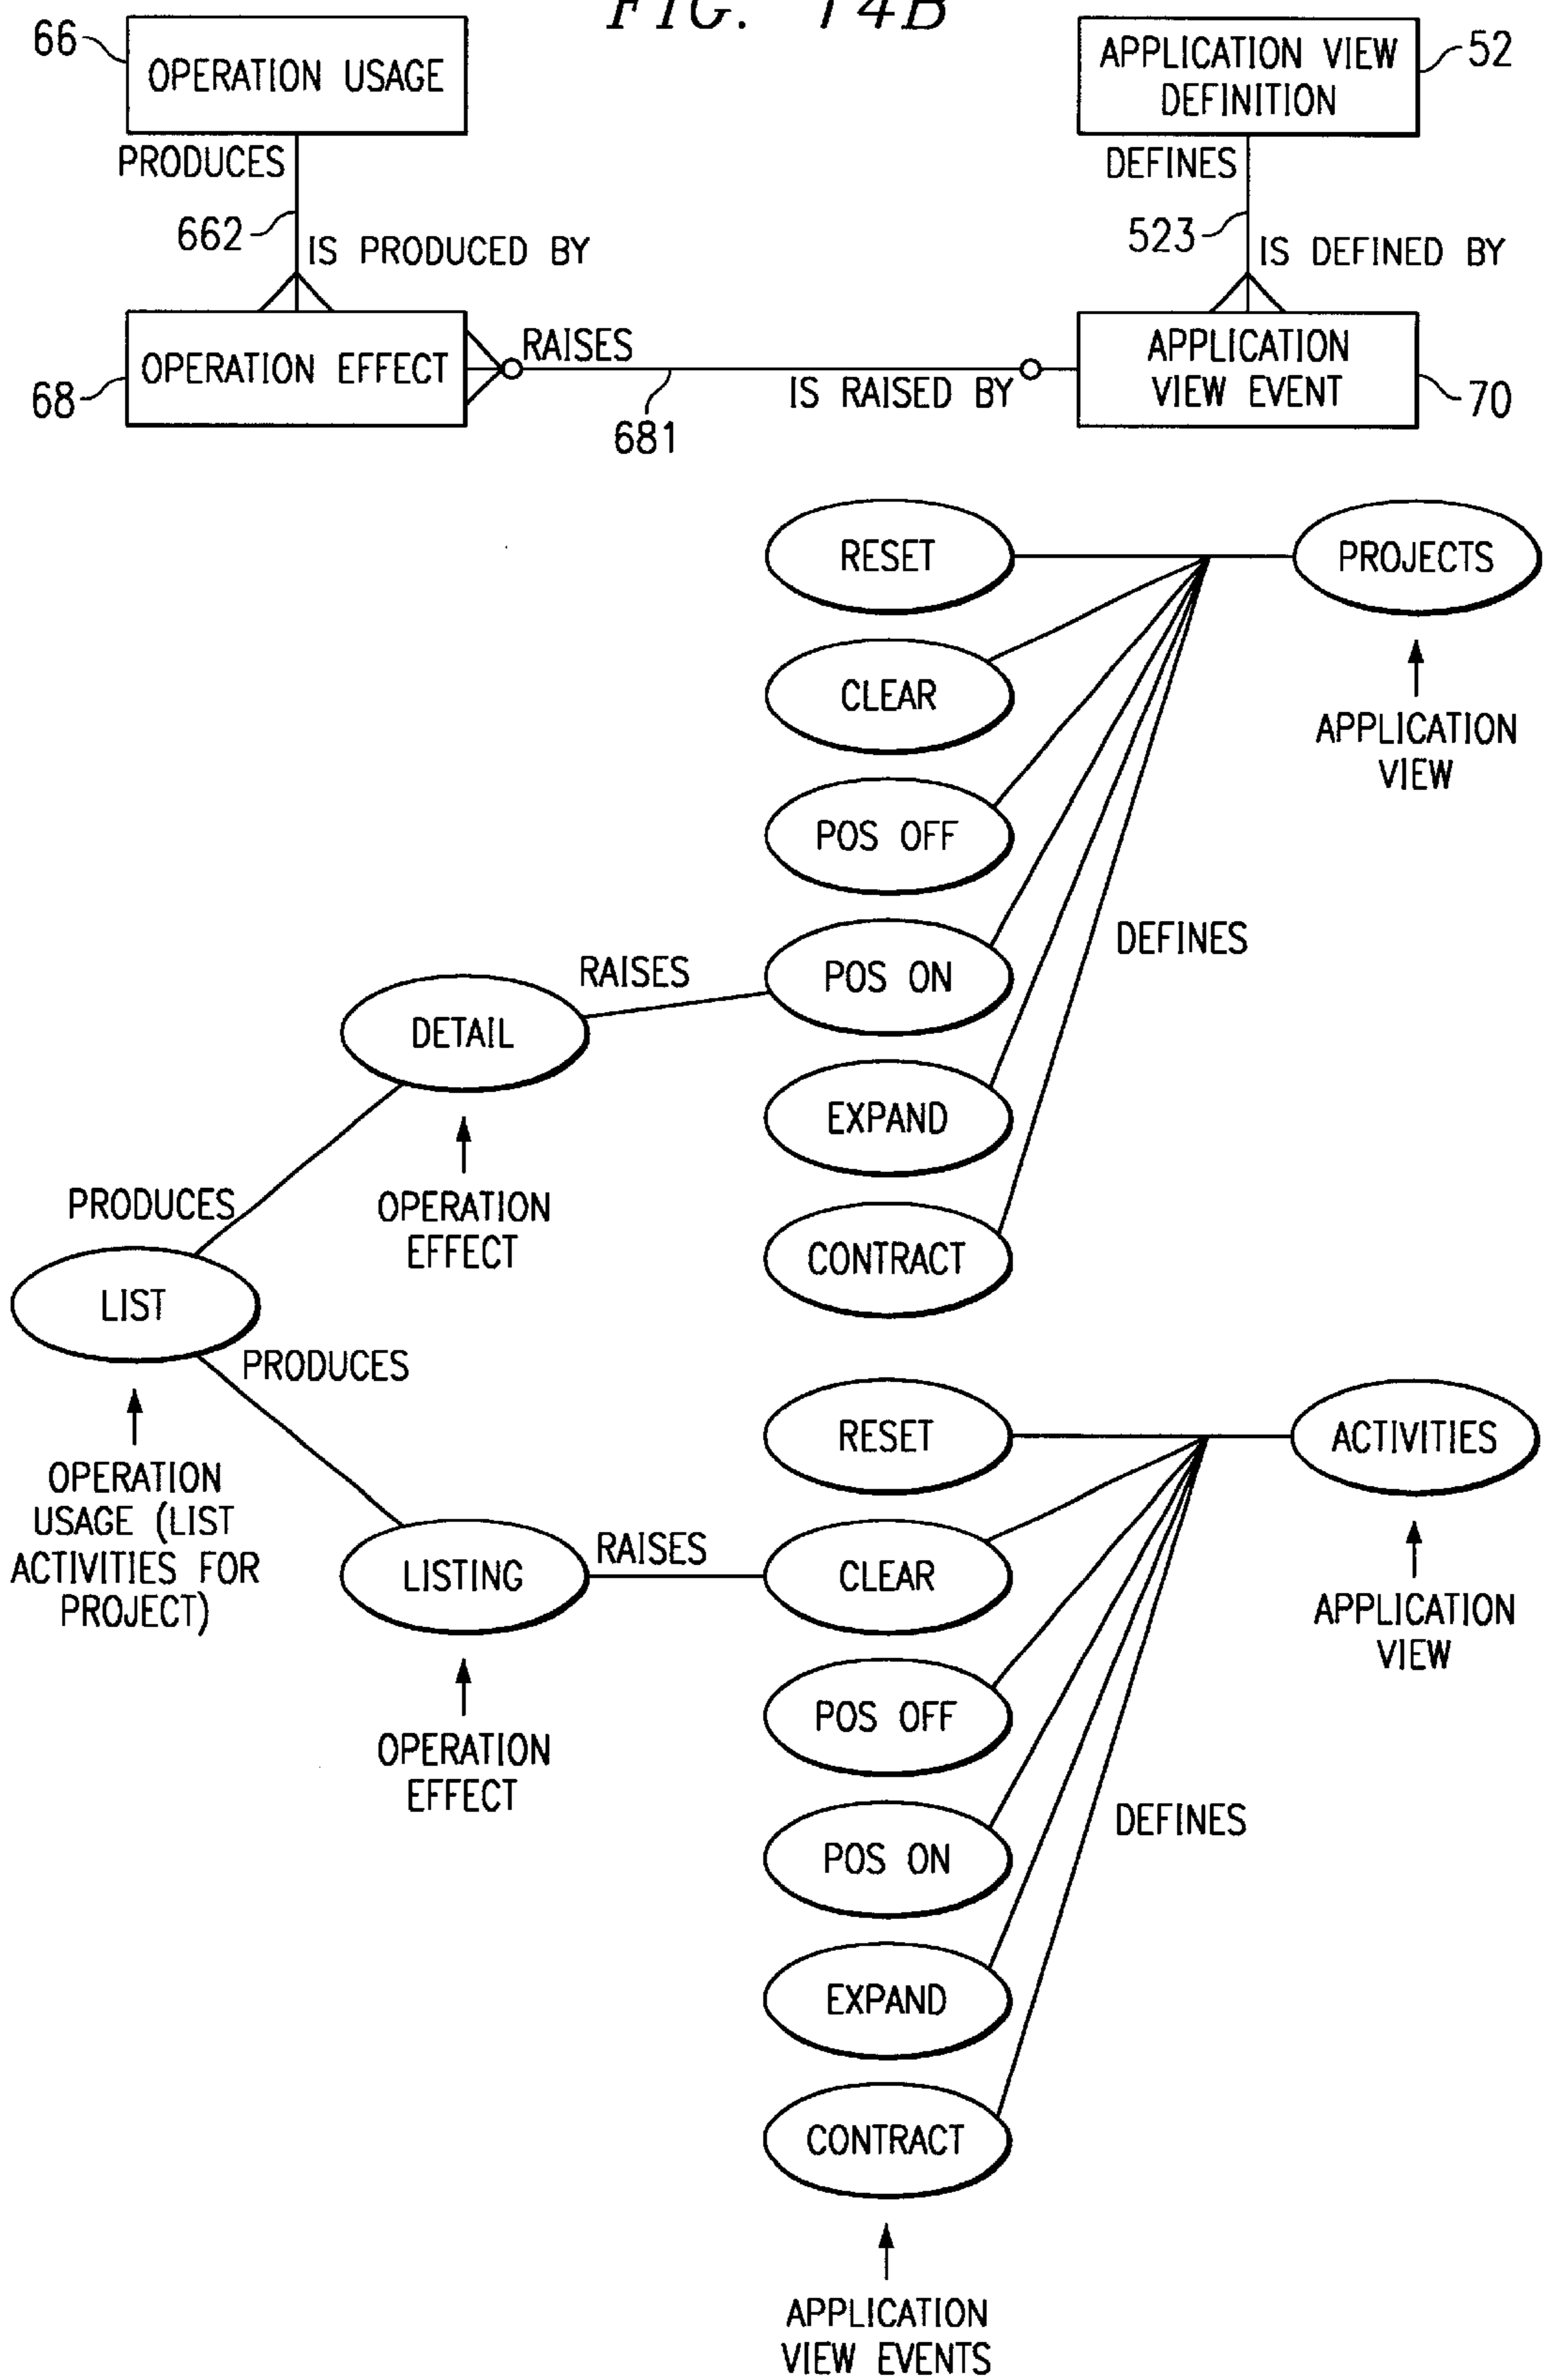 FIG. 14B
66
OPERATION USAGE
APPLICATION VIEW
DEFINITION
52
PRODUCES
662
IS PRODUCED BY
DEFINES
523
IS DEFINED BY
OPERATION EFFECT
68
RAISES
681
IS RAISED BY
APPLICATION
VIEW EVENT
70
RESET
PROJECTS
CLEAR
APPLICATION
VIEW
POS OFF
DEFINES
RAISES
POS ON
DETAIL
EXPAND
PRODUCES
OPERATION
EFFECT
CONTRACT
LIST
PRODUCES
RESET
ACTIVITIES
OPERATION
USAGE (LIST
ACTIVITIES FOR
PROJECT)
LISTING
RAISES
CLEAR
APPLICATION
VIEW
POS OFF
OPERATION
EFFECT
DEFINES
POS ON
EXPAND
CONTRACT
APPLICATION
VIEW EVENTS